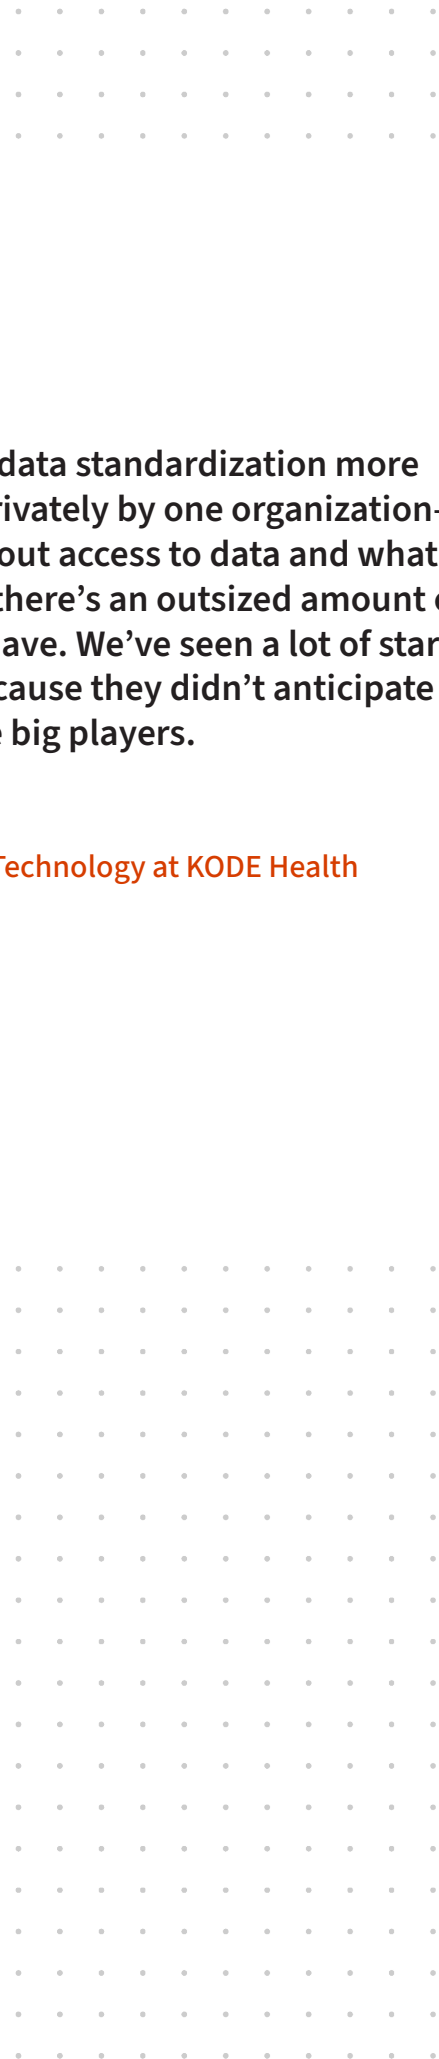 data standardization more
rivately by one organization-
out access to data and what
there's an outsized amount
ave. We've seen a lot of star
cause they didn't anticipate
big players.
Technology at KODE Health